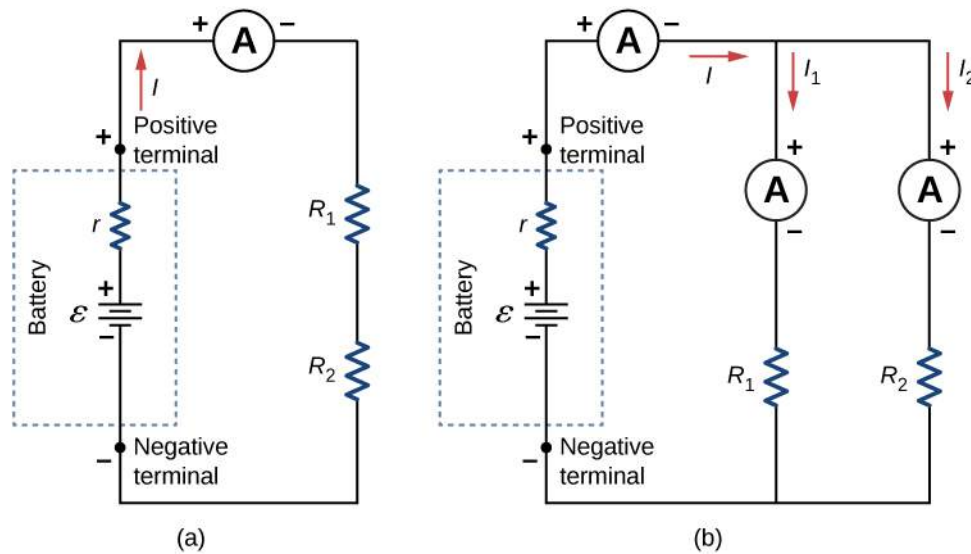 + A −
I
+ Positive
terminal
r
R1
Battery
+
ε
−
R2
− Negative
terminal
(a)
+ A −
I
I1
I2
+ Positive
terminal
+
A
−
+
A
−
r
Battery
+
ε
−
R1
R2
− Negative
terminal
(b)